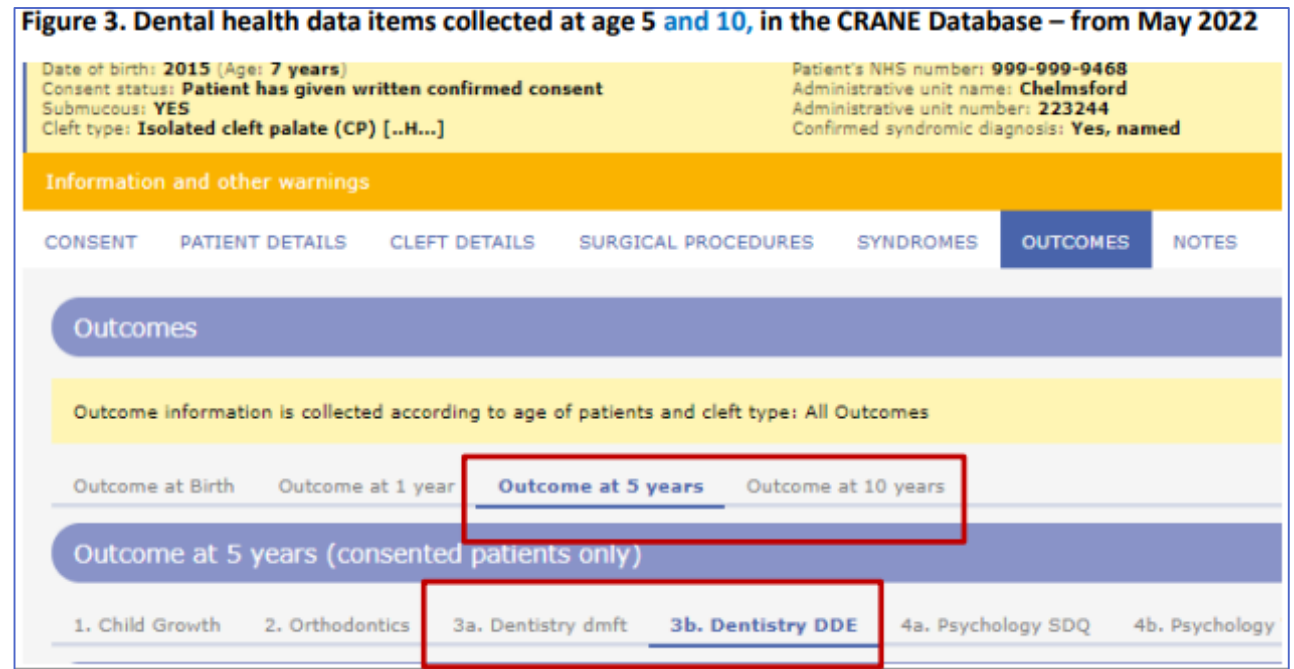 Figure 3. Dental health data items collected at age 5 and 10, in the CRANE Database – from May 2022
Date of birth: 2015 (Age: 7 years)
Consent status: Patient has given written confirmed consent
Submucous: YES
Cleft type: Isolated cleft palate (CP) [..H...]
Patient's NHS number: 999-999-9468
Administrative unit name: Chelmsford
Administrative unit number: 223244
Confirmed syndromic diagnosis: Yes, named
Information and other warnings
CONSENT PATIENT DETAILS CLEFT DETAILS SURGICAL PROCEDURES SYNDROMES OUTCOMES NOTES
Outcomes
Outcome information is collected according to age of patients and cleft type: All Outcomes
Outcome at Birth Outcome at 1 year Outcome at 5 years Outcome at 10 years
Outcome at 5 years (consented patients only)
1. Child Growth 2. Orthodontics 3a. Dentistry dmft 3b. Dentistry DDE 4a. Psychology SDQ 4b. Psychology